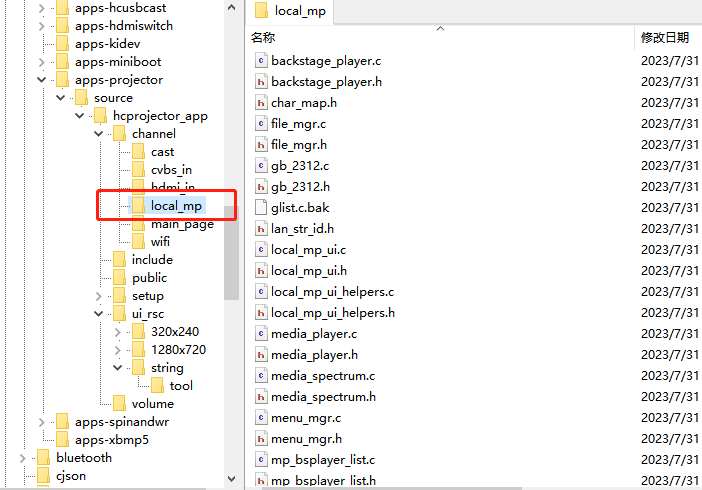 apps-hcusbcast
apps-hdmiswitch
apps-kidev
apps-miniboot
apps-projector
source
hcprojector_app
channel
cast
cvbs_in
hdmi_in
local_mp
main_page
wifi
include
public
setup
ui_rsc
320x240
1280x720
string
tool
volume
apps-spinandwr
apps-xbmp5
bluetooth
cjson
local_mp
名称 修改日期
backstage_player.c 2023/7/31
backstage_player.h 2023/7/31
char_map.h 2023/7/31
file_mgr.c 2023/7/31
file_mgr.h 2023/7/31
gb_2312.c 2023/7/31
gb_2312.h 2023/7/31
glist.c.bak 2023/7/31
lan_str_id.h 2023/7/31
local_mp_ui.c 2023/7/31
local_mp_ui.h 2023/7/31
local_mp_ui_helpers.c 2023/7/31
local_mp_ui_helpers.h 2023/7/31
media_player.c 2023/7/31
media_player.h 2023/7/31
media_spectrum.c 2023/7/31
media_spectrum.h 2023/7/31
menu_mgr.c 2023/7/31
menu_mgr.h 2023/7/31
mp_bsplayer_list.c 2023/7/31
mp_bsplayer_list.h 2023/7/31